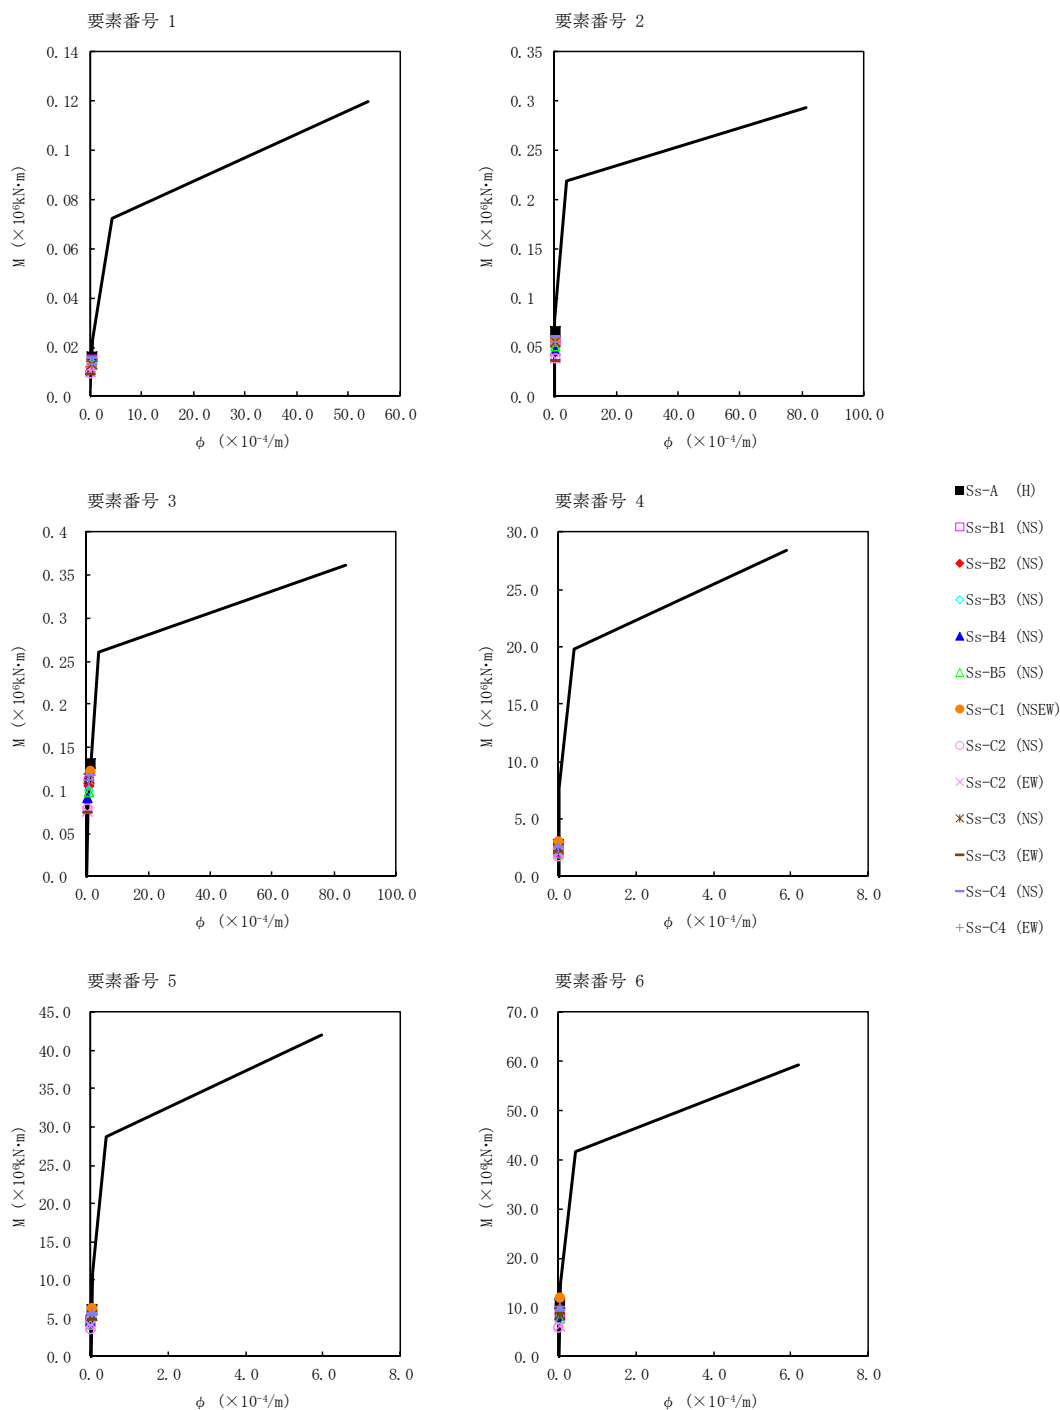 要素番号 1
M (×10⁶kN･m)
0.14
0.12
0.1
0.08
0.06
0.04
0.02
0.0
0.0 10.0 20.0 30.0 40.0 50.0 60.0
φ (×10⁻⁴/m)
要素番号 2
M (×10⁶kN･m)
0.35
0.3
0.25
0.2
0.15
0.1
0.05
0.0
0.0 20.0 40.0 60.0 80.0 100.0
φ (×10⁻⁴/m)
要素番号 3
M (×10⁶kN･m)
0.4
0.35
0.3
0.25
0.2
0.15
0.1
0.05
0.0
0.0 20.0 40.0 60.0 80.0 100.0
φ (×10⁻⁴/m)
要素番号 4
M (×10⁶kN･m)
30.0
25.0
20.0
15.0
10.0
5.0
0.0
0.0 2.0 4.0 6.0 8.0
φ (×10⁻⁴/m)
Ss-A (H)
Ss-B1 (NS)
Ss-B2 (NS)
Ss-B3 (NS)
Ss-B4 (NS)
Ss-B5 (NS)
Ss-C1 (NSEW)
Ss-C2 (NS)
Ss-C2 (EW)
Ss-C3 (NS)
Ss-C3 (EW)
Ss-C4 (NS)
Ss-C4 (EW)
要素番号 5
M (×10⁶kN･m)
45.0
40.0
35.0
30.0
25.0
20.0
15.0
10.0
5.0
0.0
0.0 2.0 4.0 6.0 8.0
φ (×10⁻⁴/m)
要素番号 6
M (×10⁶kN･m)
70.0
60.0
50.0
40.0
30.0
20.0
10.0
0.0
0.0 2.0 4.0 6.0 8.0
φ (×10⁻⁴/m)